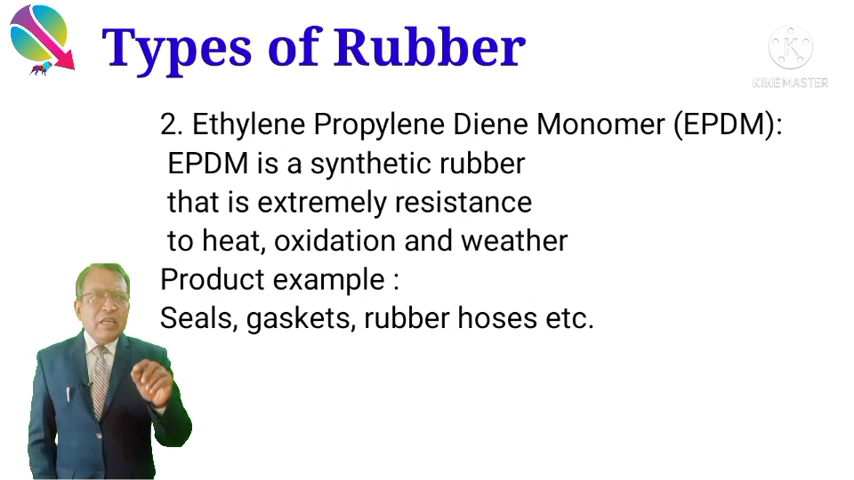 Types of Rubber
KINEMASTER
2. Ethylene Propylene Diene Monomer (EPDM):
EPDM is a synthetic rubber
that is extremely resistance
to heat, oxidation and weather
Product example :
Seals, gaskets, rubber hoses etc.